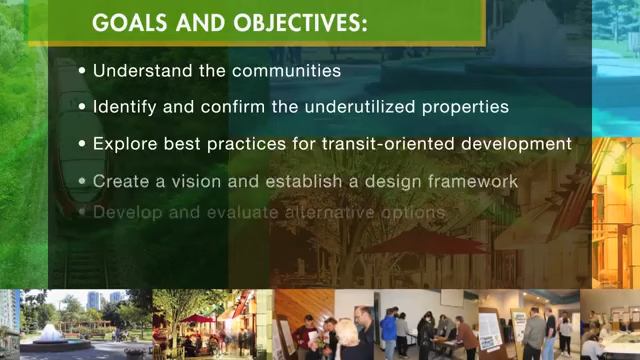 GOALS AND OBJECTIVES:
• Understand the communities
• Identify and confirm the underutilized properties
• Explore best practices for transit-oriented development
• Create a vision and establish a design framework
• Develop and evaluate alternative options